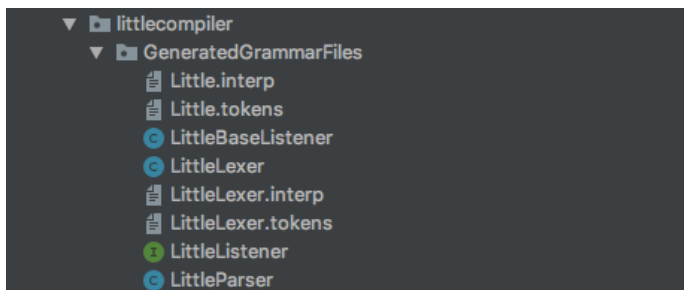 littlecompiler
GeneratedGrammarFiles
Little.interp
Little.tokens
LittleBaseListener
LittleLexer
LittleLexer.interp
LittleLexer.tokens
LittleListener
LittleParser